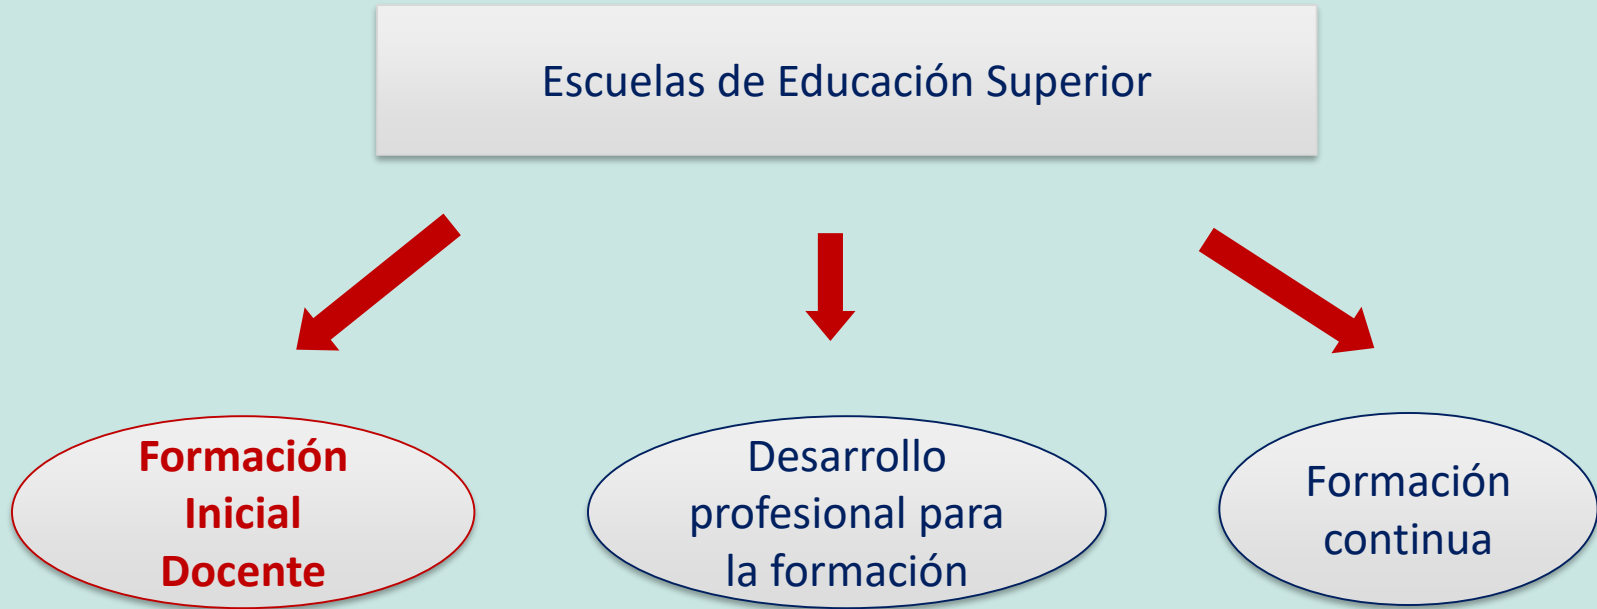 Escuelas de Educación Superior
Formación
Inicial
Docente
Desarrollo
profesional para
la formación
Formación
continua